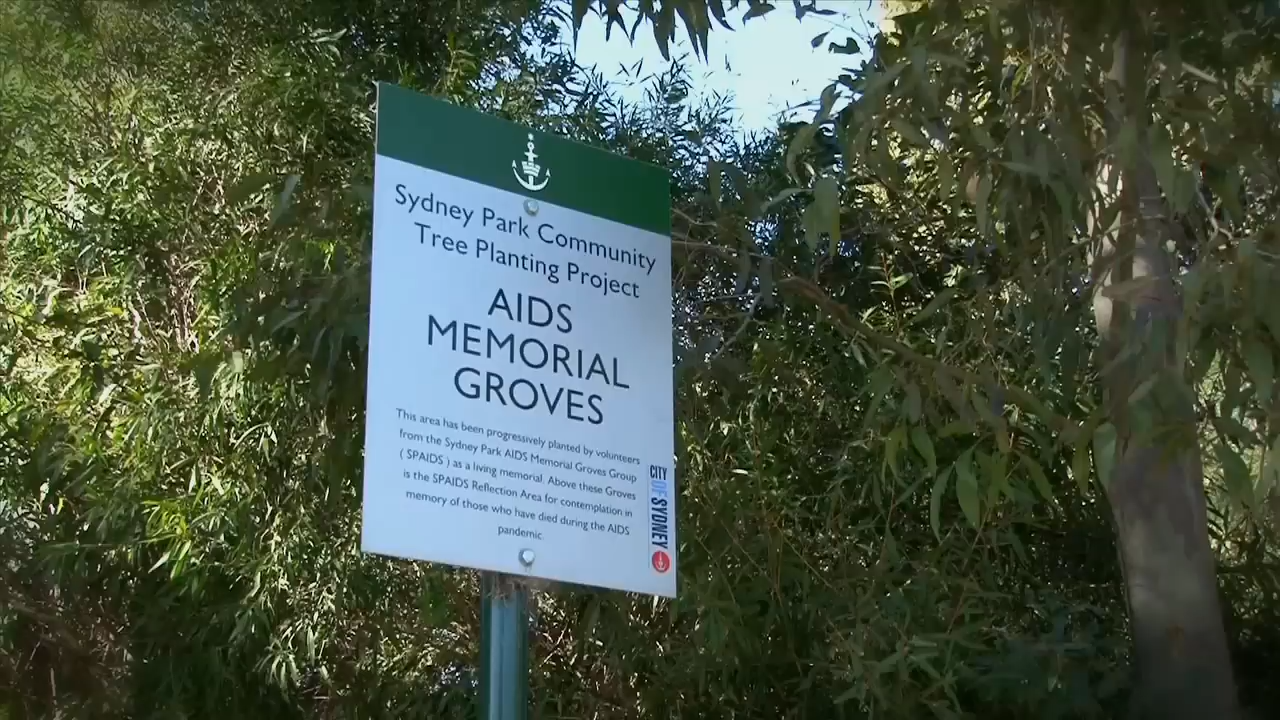 Sydney Park Community
Tree Planting Project
AIDS
MEMORIAL
GROVES
This area has been progressively planted by volunteers
from the Sydney Park AIDS Memorial Groves Group
( SPAIDS ) as a living memorial. Above these Groves
is the SPAIDS Reflection Area for contemplation in
memory of those who have died during the AIDS
pandemic.
CITY OF SYDNEY